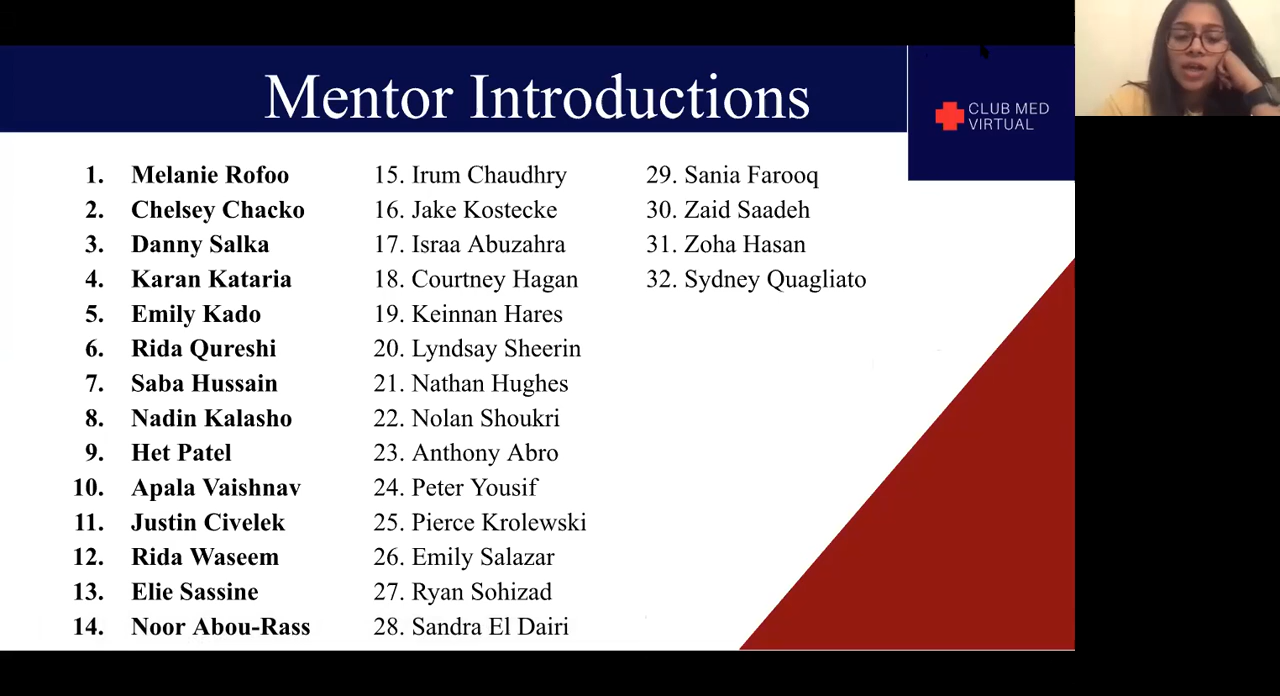 Mentor Introductions
CLUB MED
VIRTUAL
1. Melanie Rofoo
2. Chelsey Chacko
3. Danny Salka
4. Karan Kataria
5. Emily Kado
6. Rida Qureshi
7. Saba Hussain
8. Nadin Kalasho
9. Het Patel
10. Apala Vaishnav
11. Justin Civelek
12. Rida Waseem
13. Elie Sassine
14. Noor Abou-Rass
15. Irum Chaudhry
16. Jake Kostecke
17. Israa Abuzahra
18. Courtney Hagan
19. Keinnan Hares
20. Lyndsay Sheerin
21. Nathan Hughes
22. Nolan Shoukri
23. Anthony Abro
24. Peter Yousif
25. Pierce Krolewski
26. Emily Salazar
27. Ryan Sohizad
28. Sandra El Dairi
29. Sania Farooq
30. Zaid Saadeh
31. Zoha Hasan
32. Sydney Quagliato